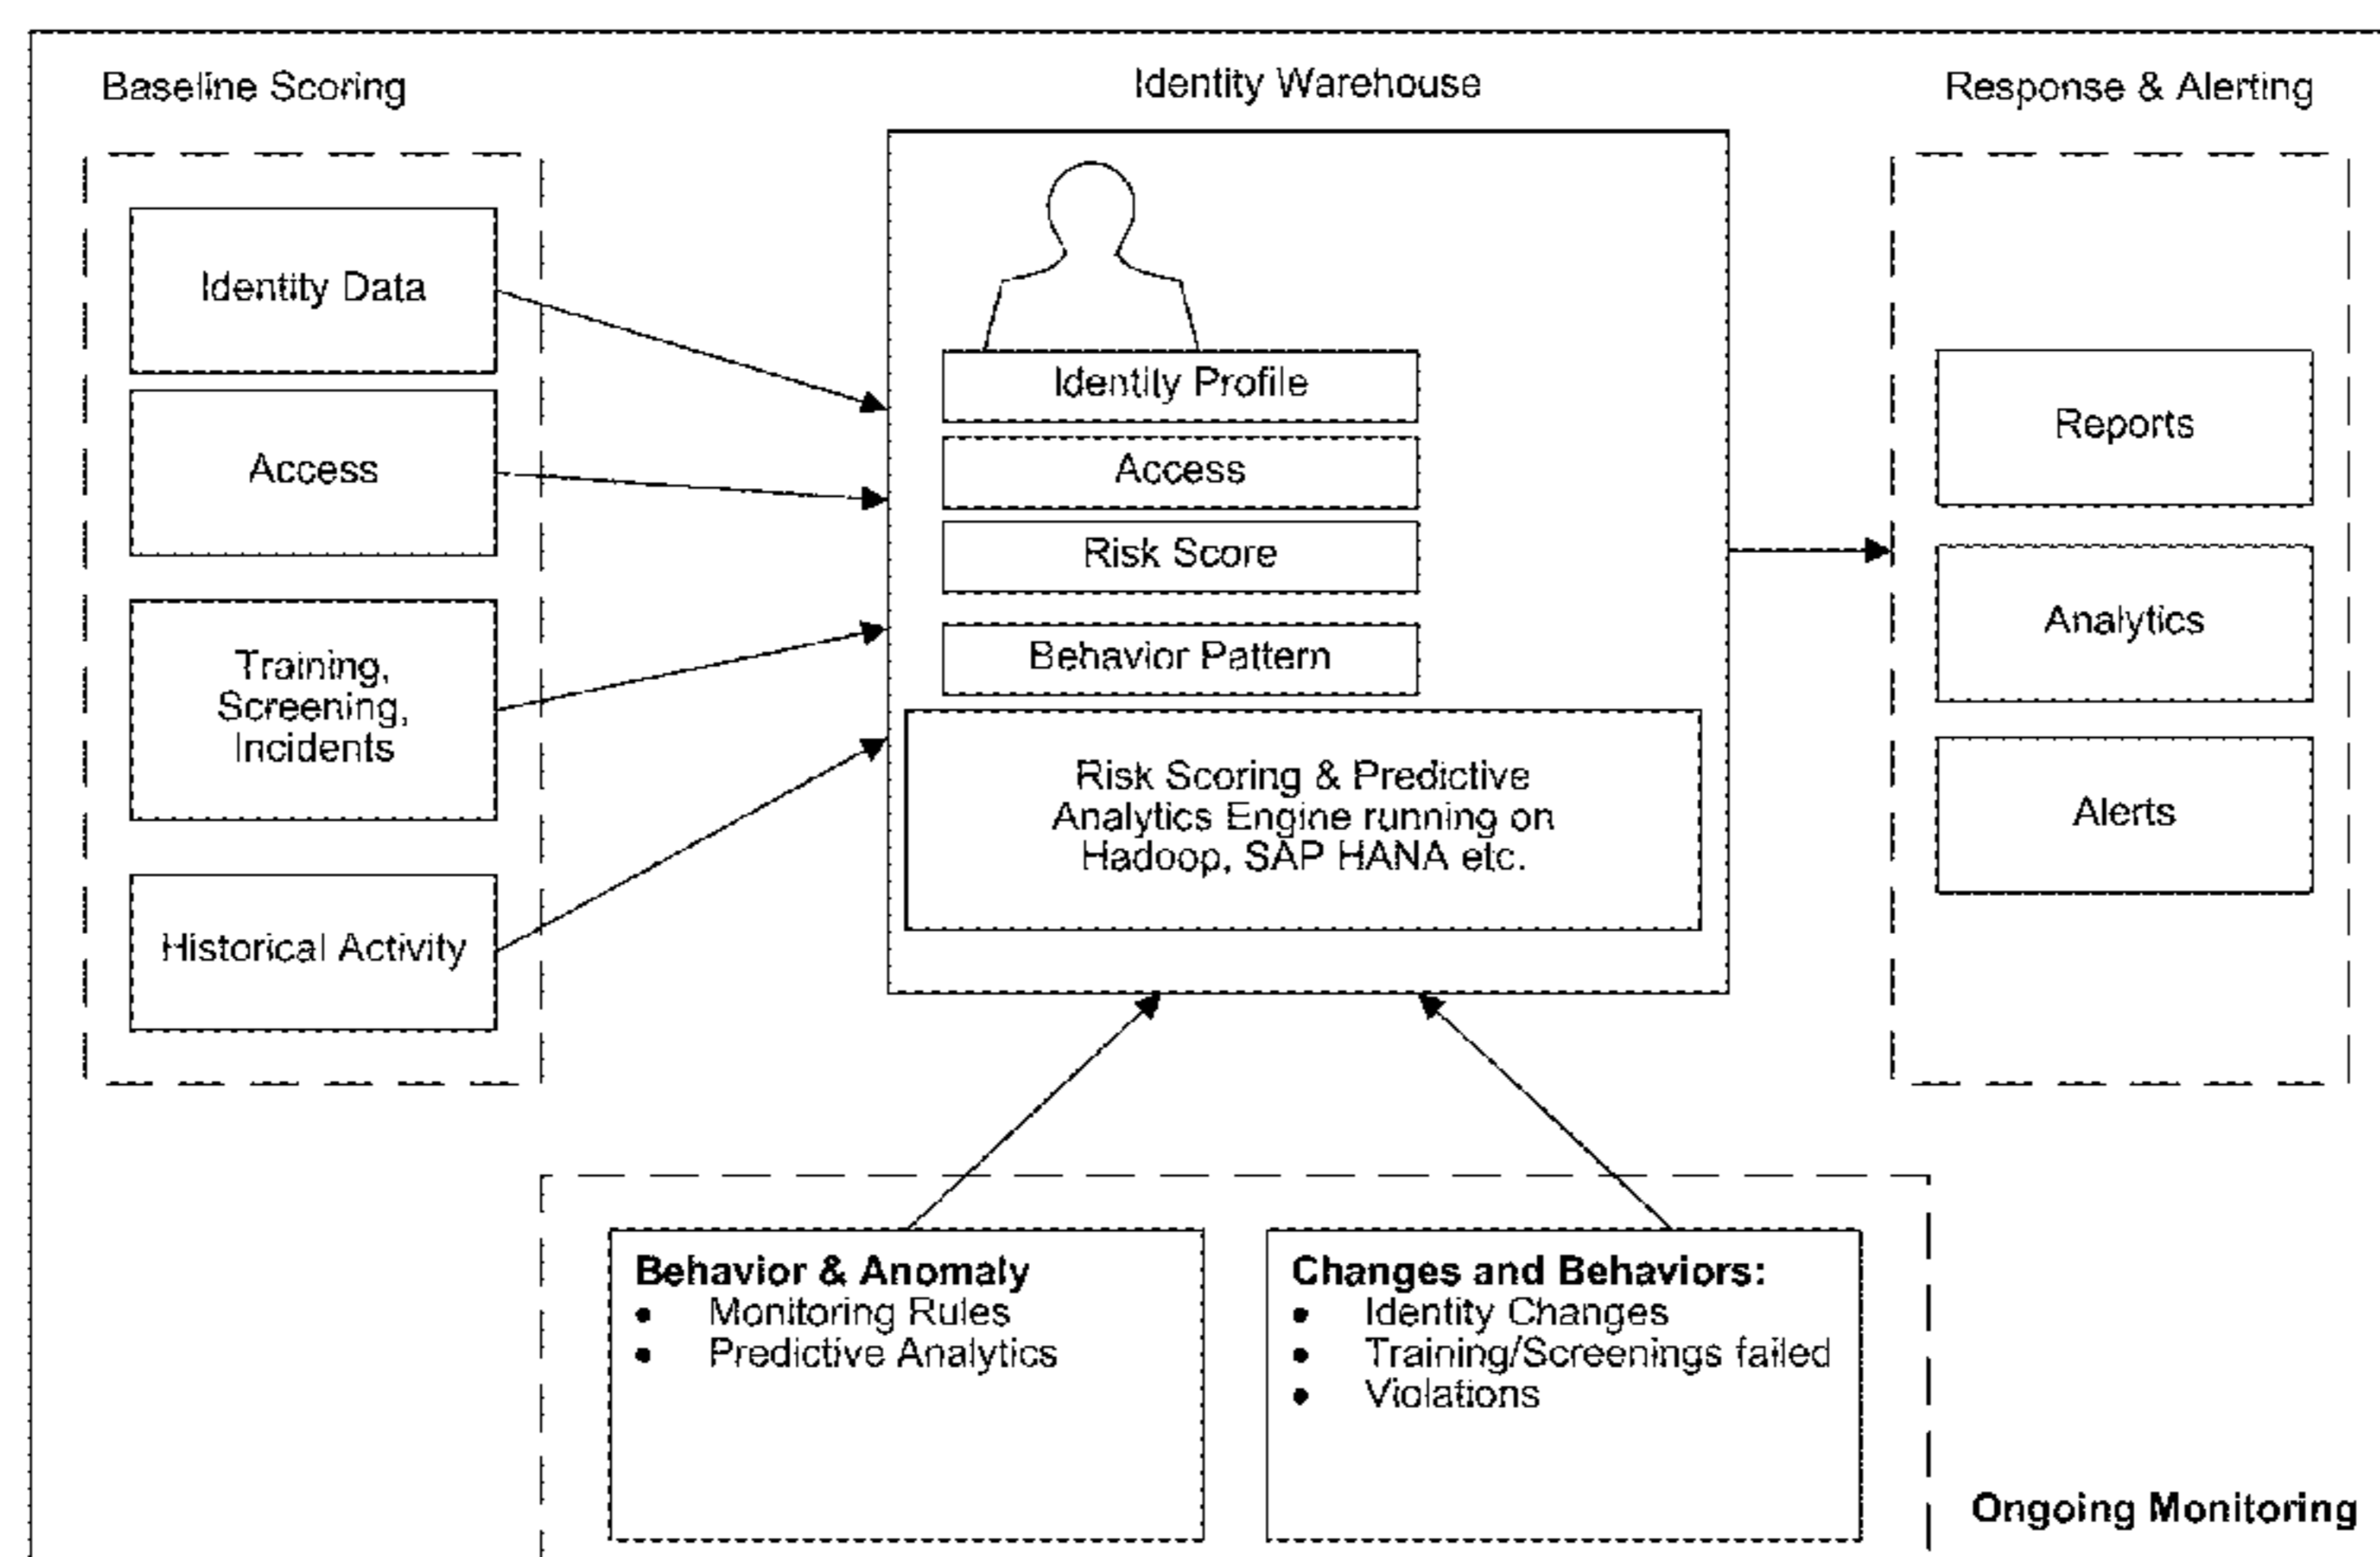 Baseline Scoring
Identity Data
Access
Training,
Screening,
Incidents
Historical Activity
Identity Warehouse
Identity Profile
Access
Risk Score
Behavior Pattern
Risk Scoring & Predictive
Analytics Engine running on
Hadoop, SAP HANA etc.
Response & Alerting
Reports
Analytics
Alerts
Behavior & Anomaly
• Monitoring Rules
• Predictive Analytics
Changes and Behaviors:
• Identity Changes
• Training/Screenings failed
• Violations
Ongoing Monitoring